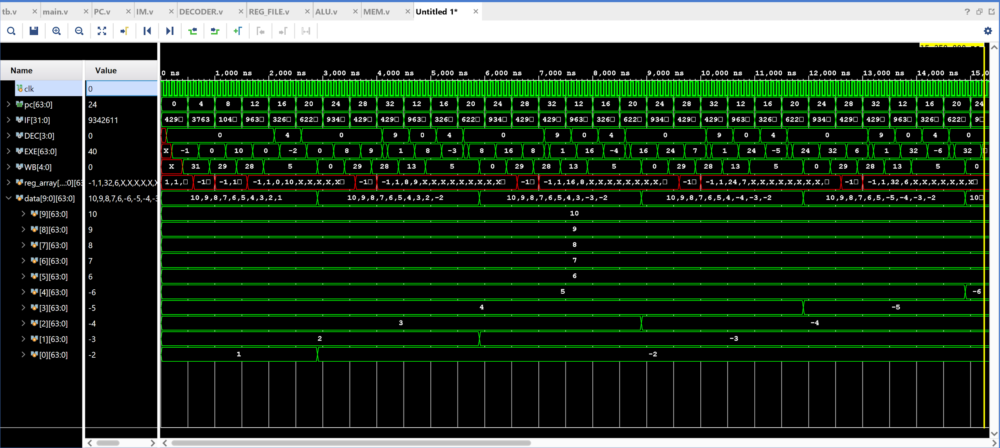 tb.v main.v PC.v IM.v DECODER.v REG_FILE.v ALU.v MEM.v Untitled 1*
Name Value
0 ns 1,000 ns 2,000 ns 3,000 ns 4,000 ns 5,000 ns 6,000 ns 7,000 ns 8,000 ns 9,000 ns 10,000 ns 11,000 ns 12,000 ns 13,000 ns 14,000 ns 15,0
clk 0
pc[63:0] 24 0 4 8 12 16 20 24 28 32 12 16 20 24 28 32 12 16 20 24 28 32 12 16 20 24 28 32 12 16 20 24
IF[31:0] 9342611 429□ 3763 104□ 963□ 326□ 622□ 934□ 429□ 429□ 963□ 326□ 622□ 934□ 429□ 429□ 963□ 326□ 622□ 934□ 429□ 429□ 963□ 326□ 622□ 934□ 429□ 429□ 963□ 326□ 622□ 9□
DEC[3:0] 0 0 4 0 9 0 4 0 9 0 4 0 9 0 4 0 9 0 4 0
EXE[63:0] 40 X -1 0 10 0 -2 0 8 9 1 8 -3 8 16 8 1 16 -4 16 24 7 1 24 -5 24 32 6 1 32 -6 32 □
WB[4:0] 0 X 31 29 28 5 0 29 28 13 5 0 29 28 13 5 0 29 28 13 5 0 29 28 13 5 0
reg_array[...:0][63 -1,1,32,6,X,X,X,X,X,X 1,1,□ -1□ -1,1□ -1,1,0,10,X,X,X,X,X□ -1□ -1,1,8,9,X,X,X,X,X,X,X,X,X□ -1□ -1,1,16,8,X,X,X,X,X,X,X,X,□ -1□ -1,1,24,7,X,X,X,X,X,X,X,X,□ -1□ -1,1,32,6,X,X,X,X,X,X,X□
data[9:0][63:0] 10,9,8,7,6,-6,-5,-4,-3 10,9,8,7,6,5,4,3,2,1 10,9,8,7,6,5,4,3,2,-2 10,9,8,7,6,5,4,3,-3,-2 10,9,8,7,6,5,4,-4,-3,-2 10,9,8,7,6,5,-5,-4,-3,-2 10□
[9][63:0] 10 10
[8][63:0] 9 9
[7][63:0] 8 8
[6][63:0] 7 7
[5][63:0] 6 6
[4][63:0] -6 5 -6
[3][63:0] -5 4 -5
[2][63:0] -4 3 -4
[1][63:0] -3 2 -3
[0][63:0] -2 1 -2